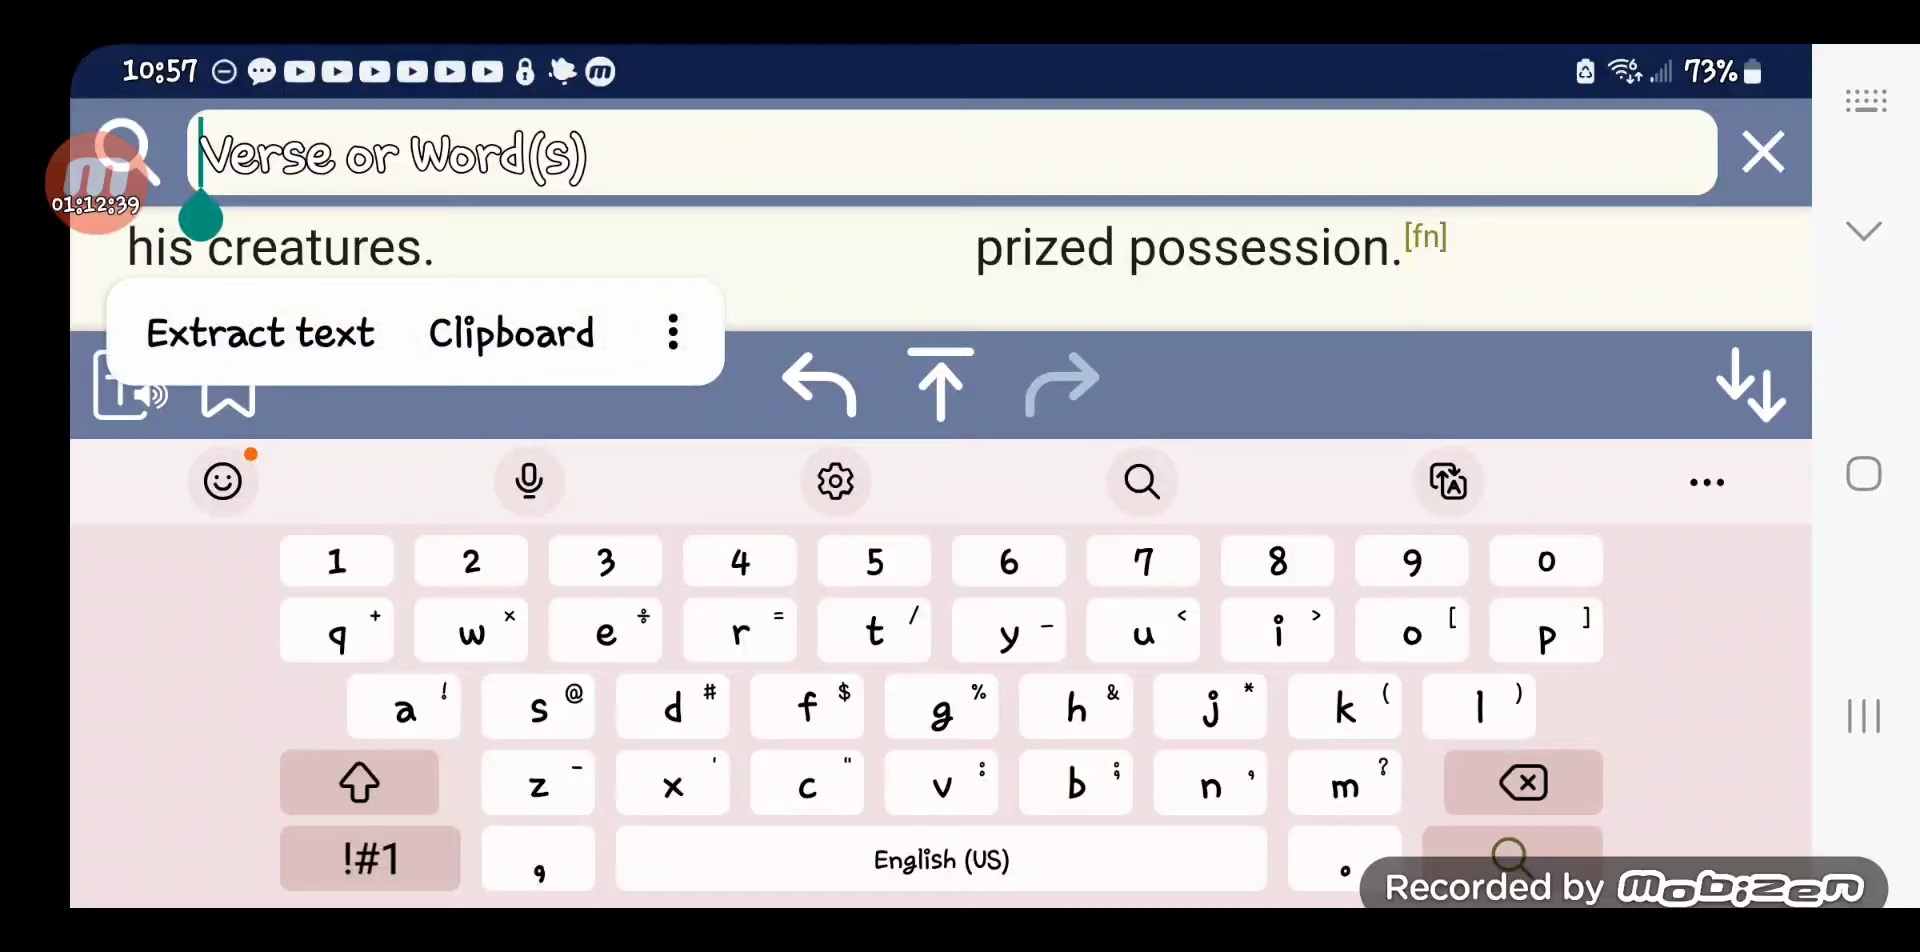 10:57 73%
Verse or Word(s)
01:12:39
his creatures. prized possession.[fn]
Extract text Clipboard
1 2 3 4 5 6 7 8 9 0
q + w × e ÷ r = t / y - u < i > o [ p ]
a ! s @ d # f $ g % h & j * k ( l )
z - x ' c " v : b ; n , m ?
!#1 , English (US) .
Recorded by mobizen